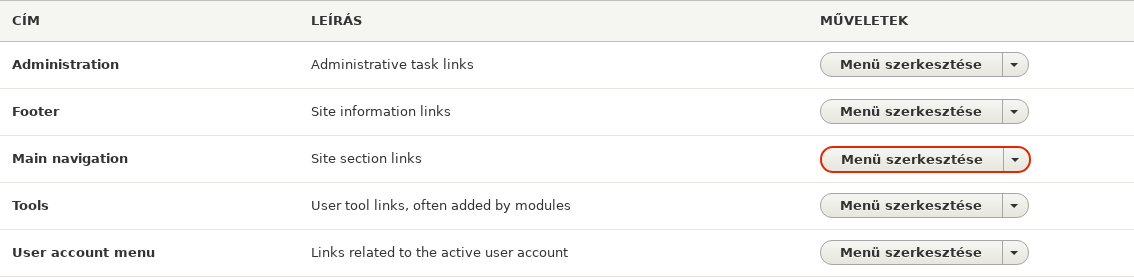 CÍM LEÍRÁS MŰVELETEK
Administration Administrative task links Menü szerkesztése
Footer Site information links Menü szerkesztése
Main navigation Site section links Menü szerkesztése
Tools User tool links, often added by modules Menü szerkesztése
User account menu Links related to the active user account Menü szerkesztése